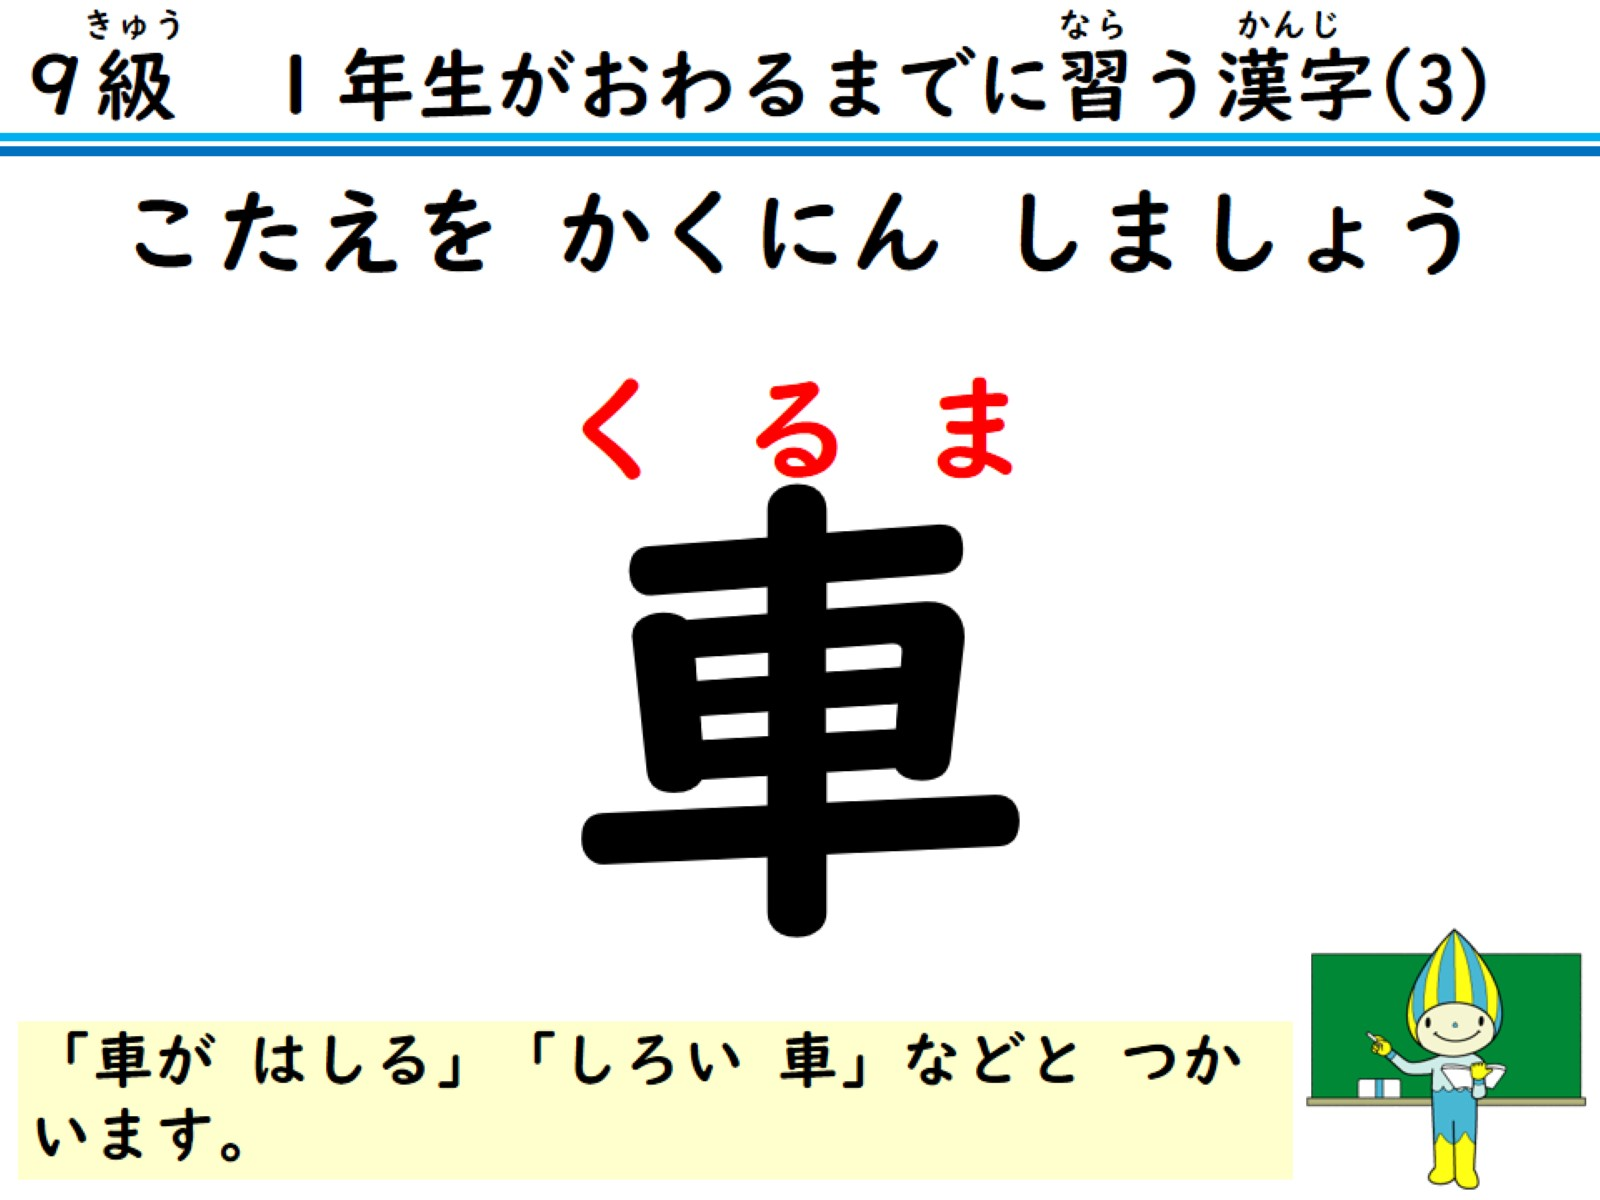 きゅう なら かんじ
9級 1年生がおわるまでに習う漢字(3)
こたえを かくにん しましょう
くるま
車
「車が はしる」「しろい 車」などと つか
います。